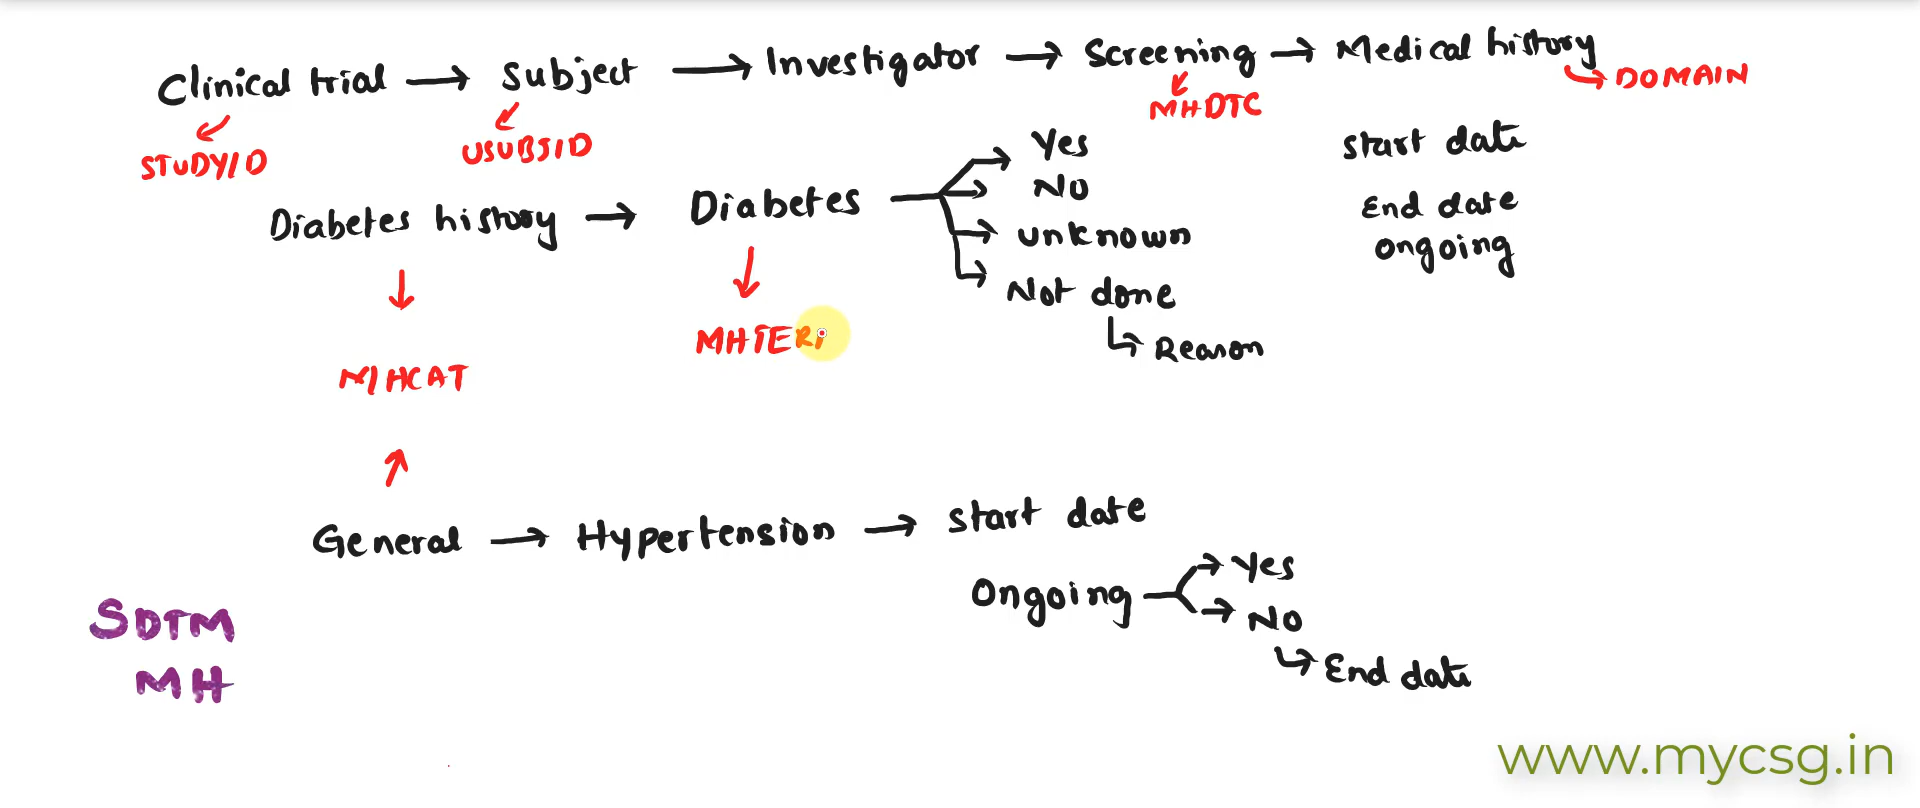 Clinical trial → Subject → Investigator → Screening → Medical history
DOMAIN
MHDTC
STUDYID
USUBJID
Yes
Start date
No
Diabetes history → Diabetes
End date
unknown
ongoing
Not done
MHTER
Reason
MHCAT
General → Hypertension → start date
Ongoing
Yes
No
End date
SDTM
MH
www.mycsg.in